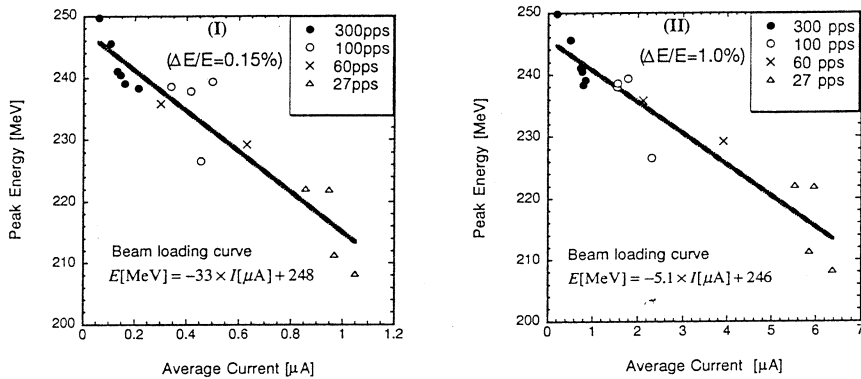 (I)
300pps
100pps
60pps
27pps
(ΔE/E=0.15%)
Peak Energy [MeV]
250
240
230
220
210
200
Beam loading curve
E[MeV] = −33 × I[μA] + 248
0 0.2 0.4 0.6 0.8 1 1.2
Average Current [μA]
(II)
300 pps
100 pps
60 pps
27 pps
(ΔE/E=1.0%)
Peak Energy [MeV]
250
240
230
220
210
200
Beam loading curve
E[MeV] = −5.1 × I[μA] + 246
0 1 2 3 4 5 6 7
Average Current [μA]